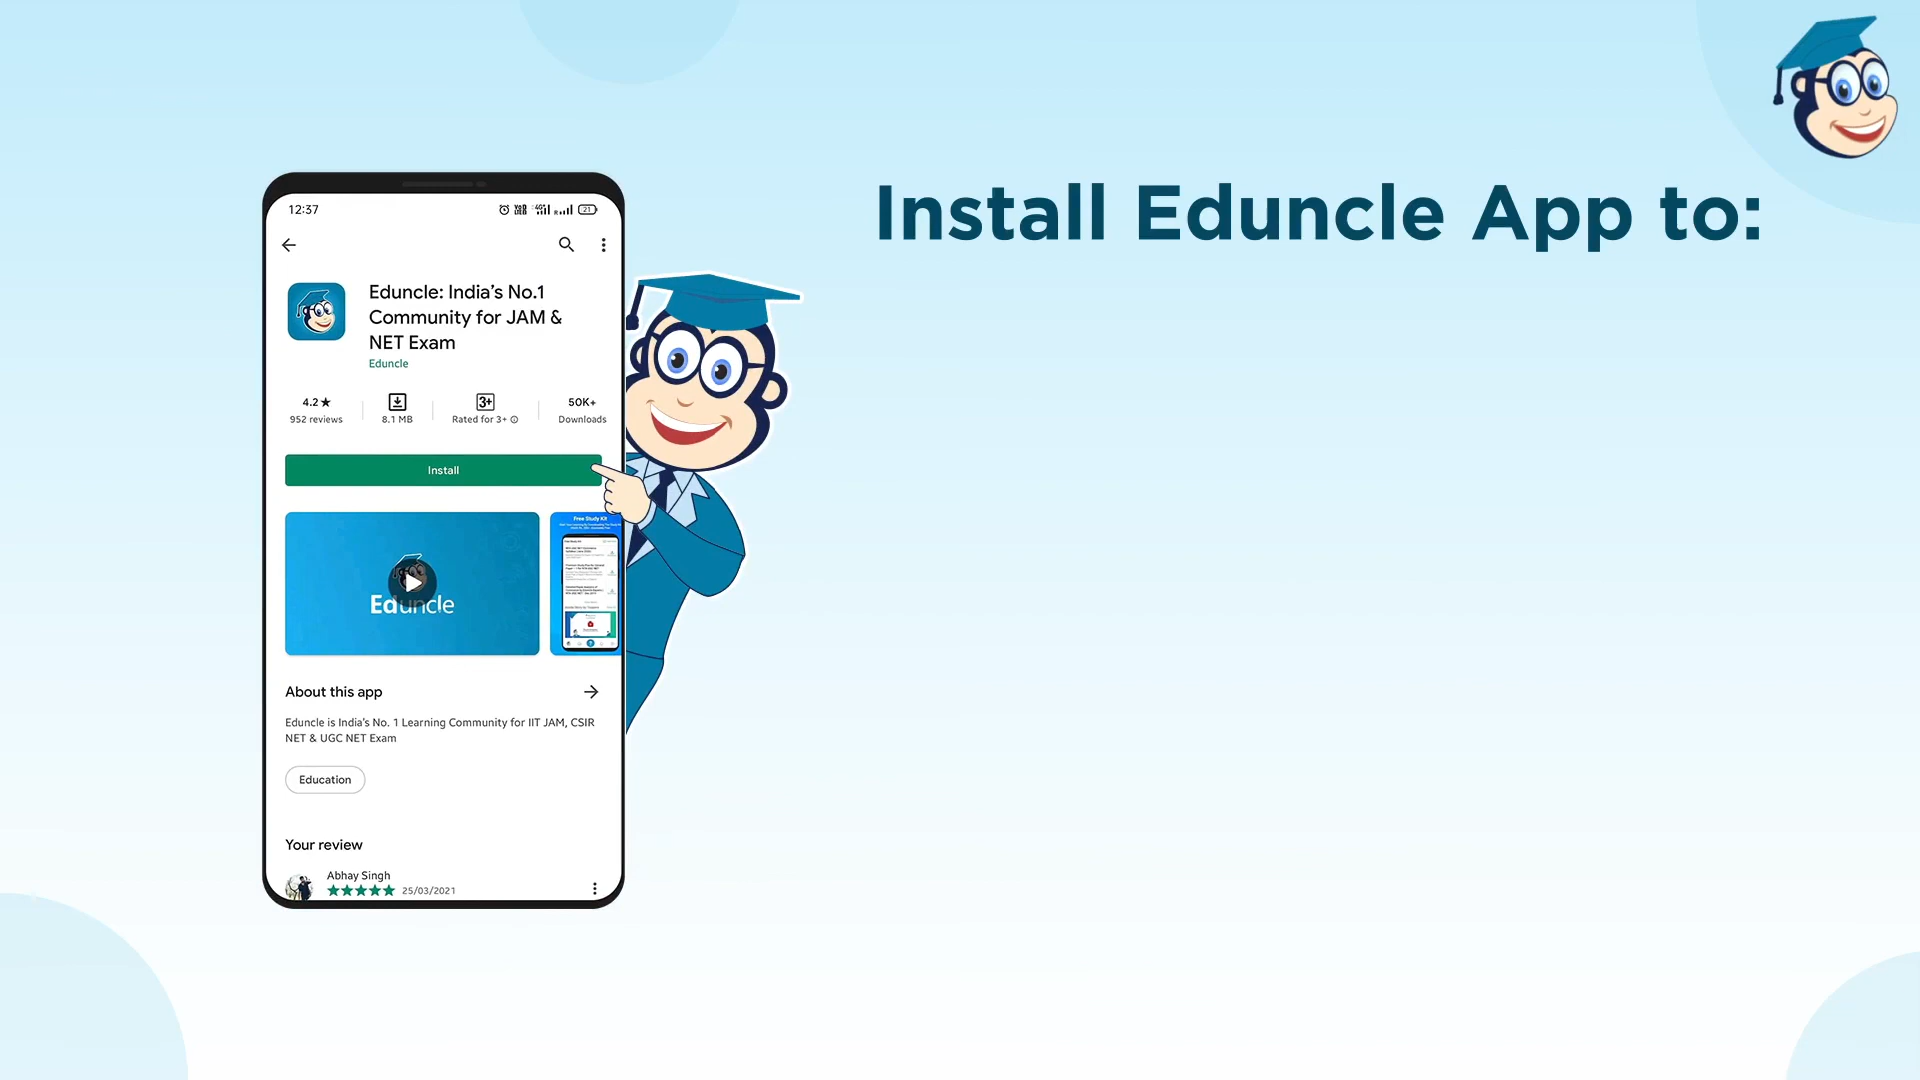 Install Eduncle App to:
12:37
21
Eduncle: India's No.1
Community for JAM &
NET Exam
Eduncle
4.2★
952 reviews
8.1 MB
3+
Rated for 3+
50K+
Downloads
Install
Eduncle
Free Study Kit
About this app
Eduncle is India's No. 1 Learning Community for IIT JAM, CSIR
NET & UGC NET Exam
Education
Your review
Abhay Singh
25/03/2021